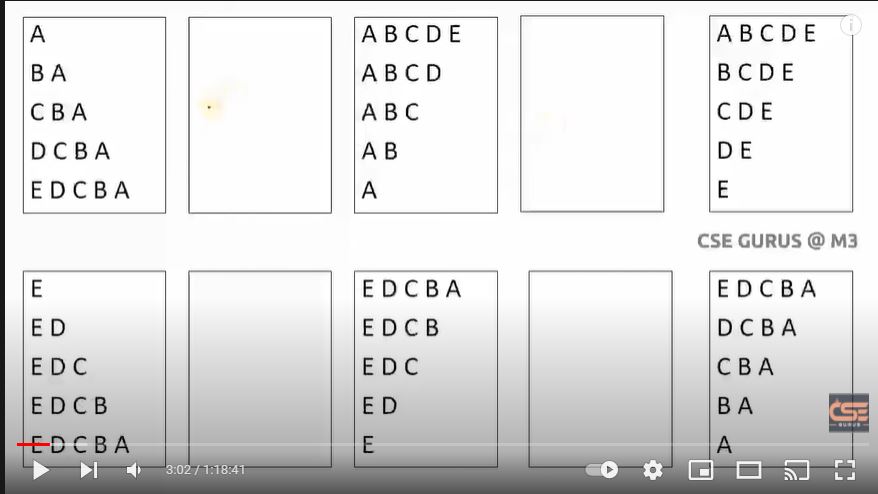 A
B A
C B A
D C B A
E D C B A
A B C D E
A B C D
A B C
A B
A
A B C D E
B C D E
C D E
D E
E
CSE GURUS @ M3
E
E D
E D C
E D C B
E D C B A
E D C B A
E D C B
E D C
E D
E
E D C B A
D C B A
C B A
B A
A
CSE
GURUS
3:02 / 1:18:41